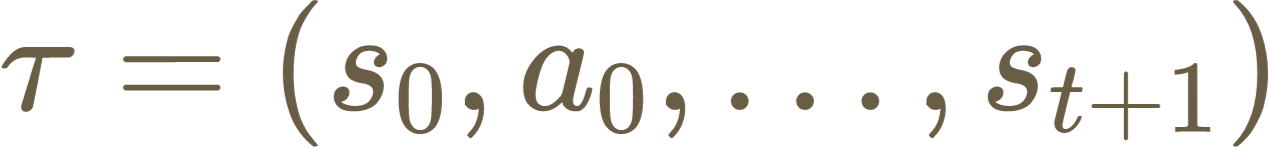 τ = (s₀, a₀, . . . , sₜ₊₁)